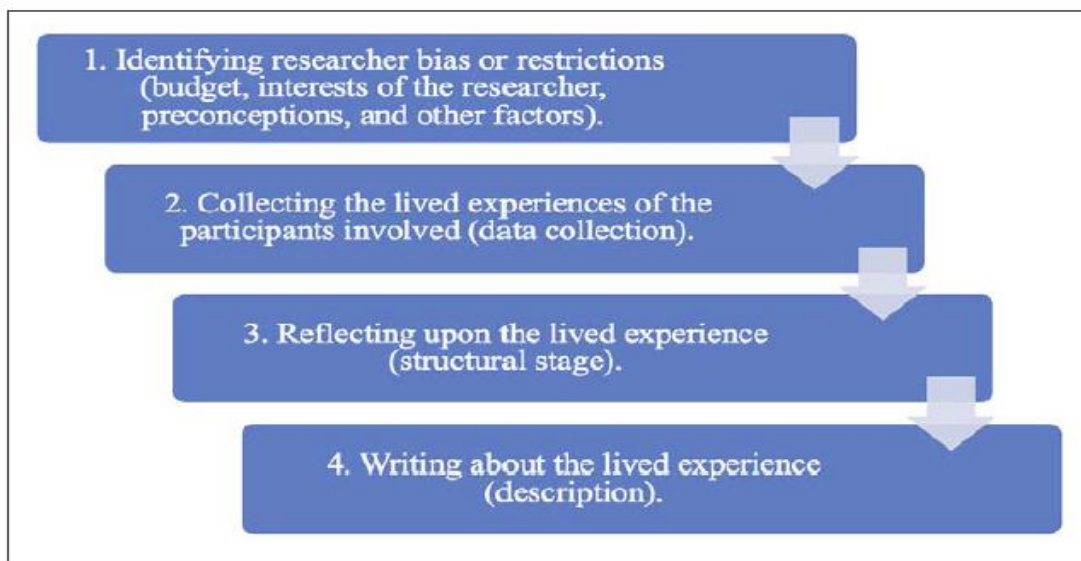 1. Identifying researcher bias or restrictions
(budget, interests of the researcher,
preconceptions, and other factors).
2. Collecting the lived experiences of the
participants involved (data collection).
3. Reflecting upon the lived experience
(structural stage).
4. Writing about the lived experience
(description).